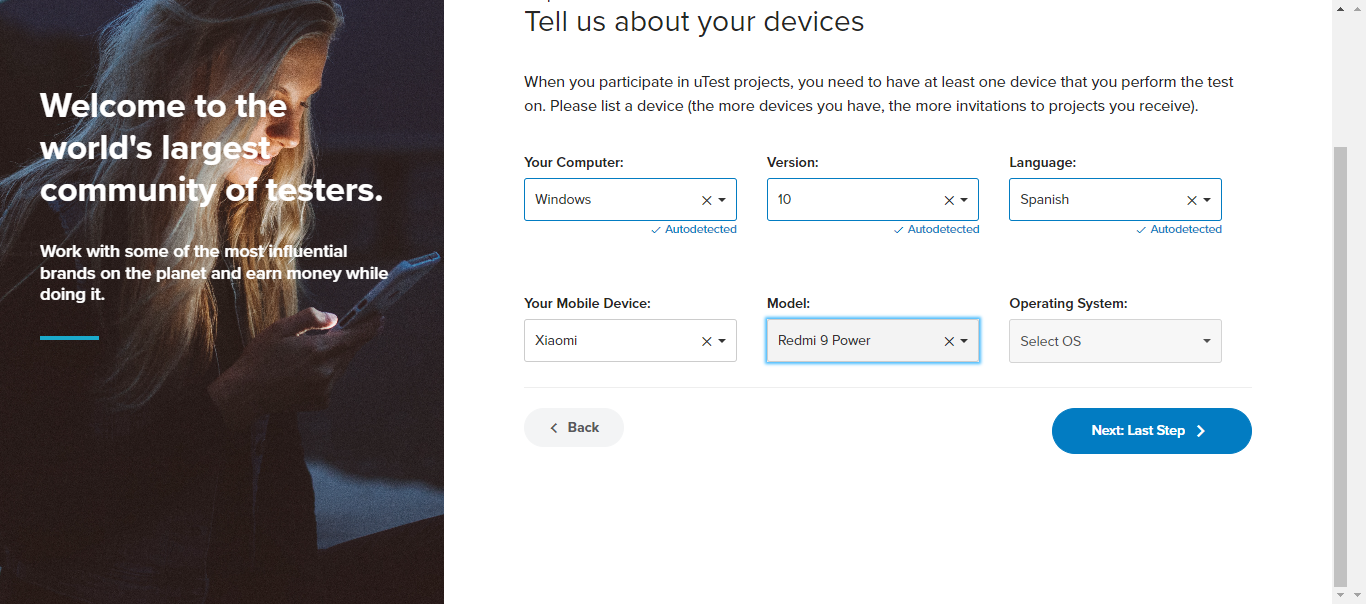 Welcome to the
world's largest
community of testers.
Work with some of the most influential
brands on the planet and earn money while
doing it.
Tell us about your devices
When you participate in uTest projects, you need to have at least one device that you perform the test
on. Please list a device (the more devices you have, the more invitations to projects you receive).
Your Computer: Version: Language:
Windows 10 Spanish
Autodetected Autodetected Autodetected
Your Mobile Device: Model: Operating System:
Xiaomi Redmi 9 Power Select OS
Back Next: Last Step